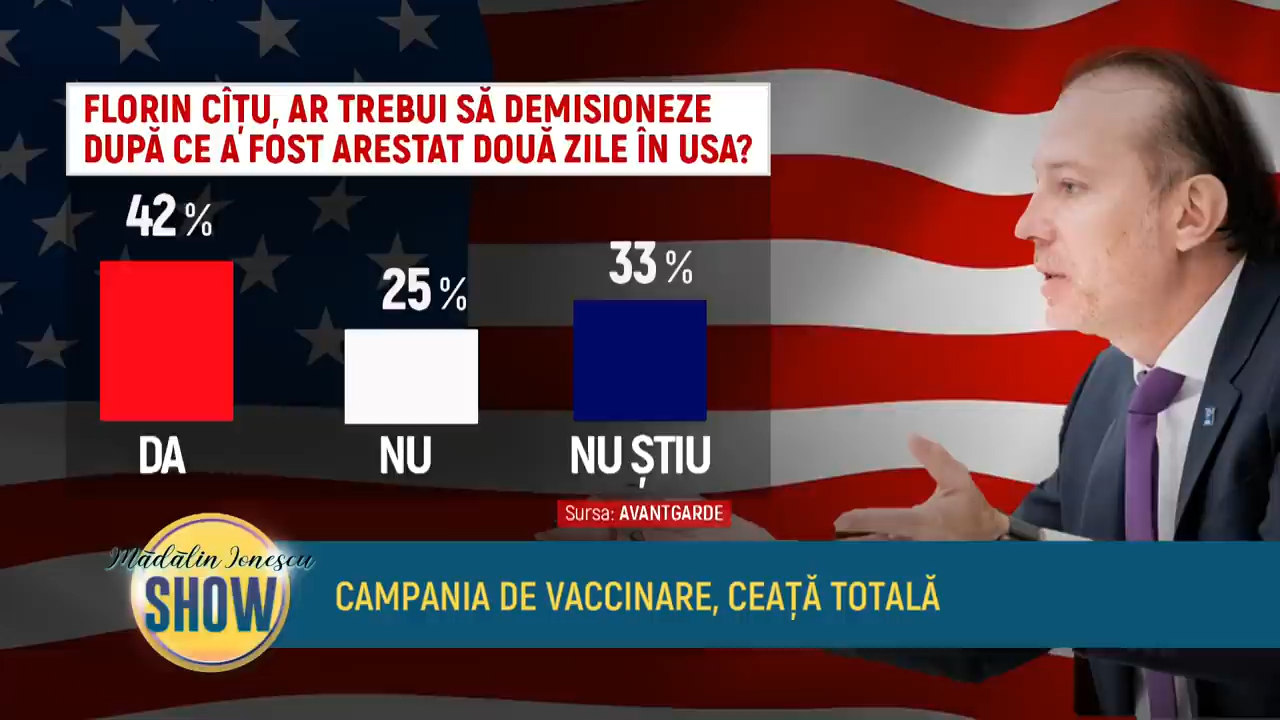 FLORIN CÎȚU, AR TREBUI SĂ DEMISIONEZE
DUPĂ CE A FOST ARESTAT DOUĂ ZILE ÎN USA?
42 %
25 %
33 %
DA
NU
NU ȘTIU
Sursa: AVANTGARDE
Mădălin Ionescu
SHOW
CAMPANIA DE VACCINARE, CEAȚĂ TOTALĂ